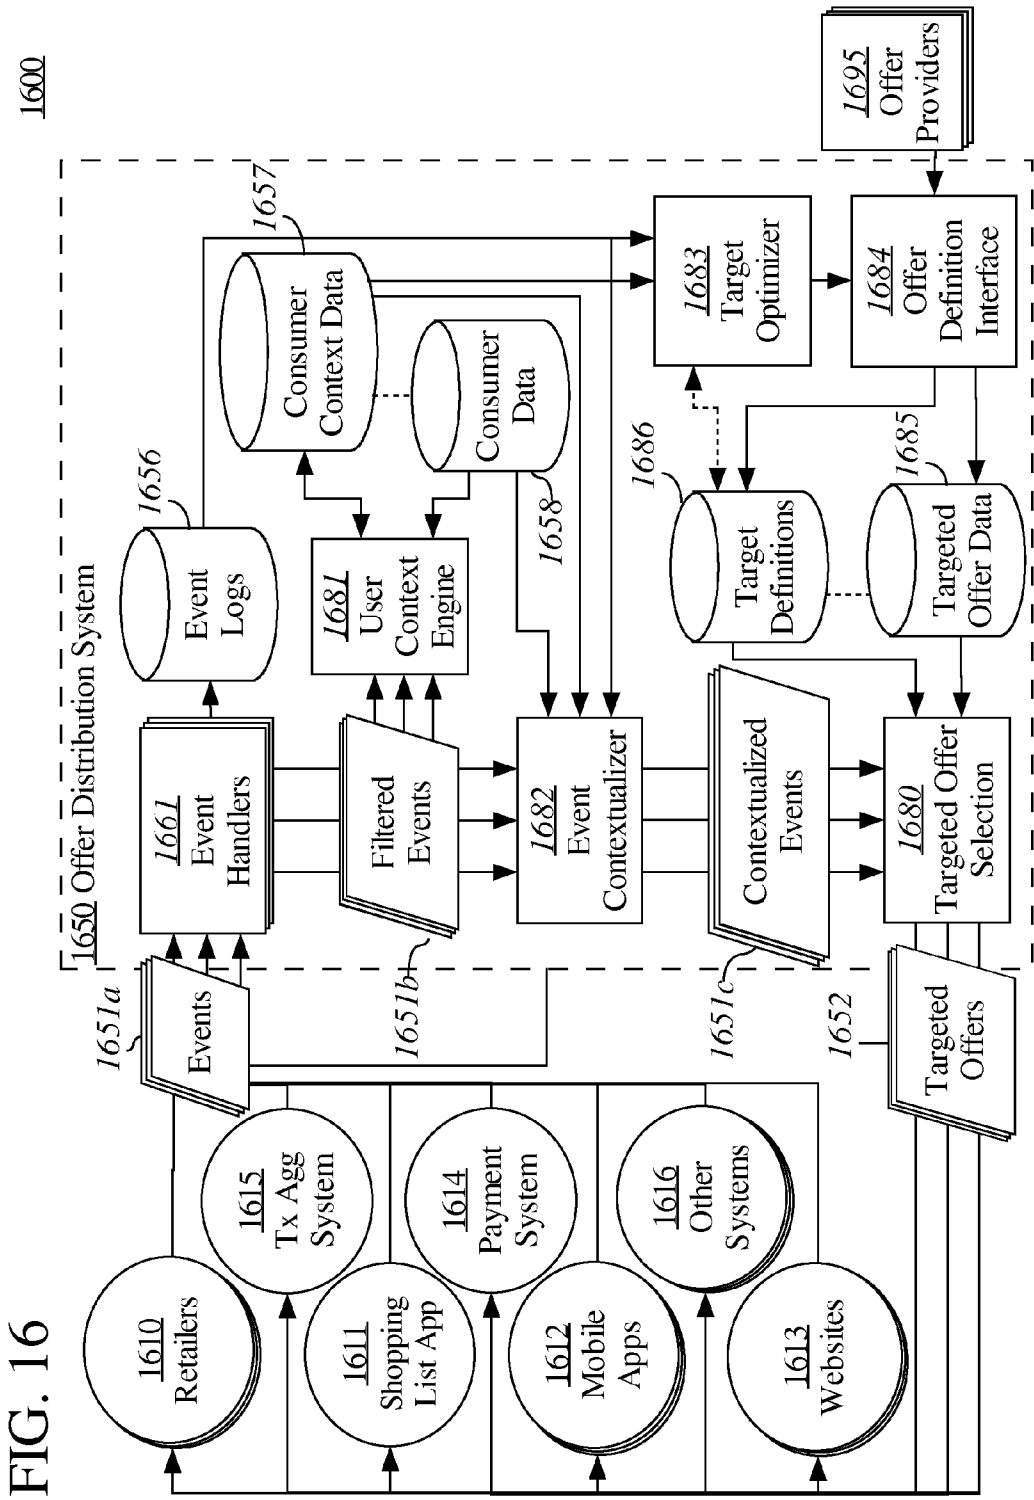 FIG. 16
1600
1610
Retailers
1615
Tx Agg
System
1611
Shopping
List App
1614
Payment
System
1612
Mobile
Apps
1616
Other
Systems
1613
Websites
1651a
Events
1650 Offer Distribution System
1661
Event
Handlers
1656
Event
Logs
1651b
Filtered
Events
1681
User
Context
Engine
1657
Consumer
Context Data
Consumer
Data
1658
1682
Event
Contextualizer
1651c
Contextualized
Events
1686
Target
Definitions
1683
Target
Optimizer
1652
Targeted
Offers
1680
Targeted Offer
Selection
1685
Targeted
Offer Data
1684
Offer
Definition
Interface
1695
Offer
Providers